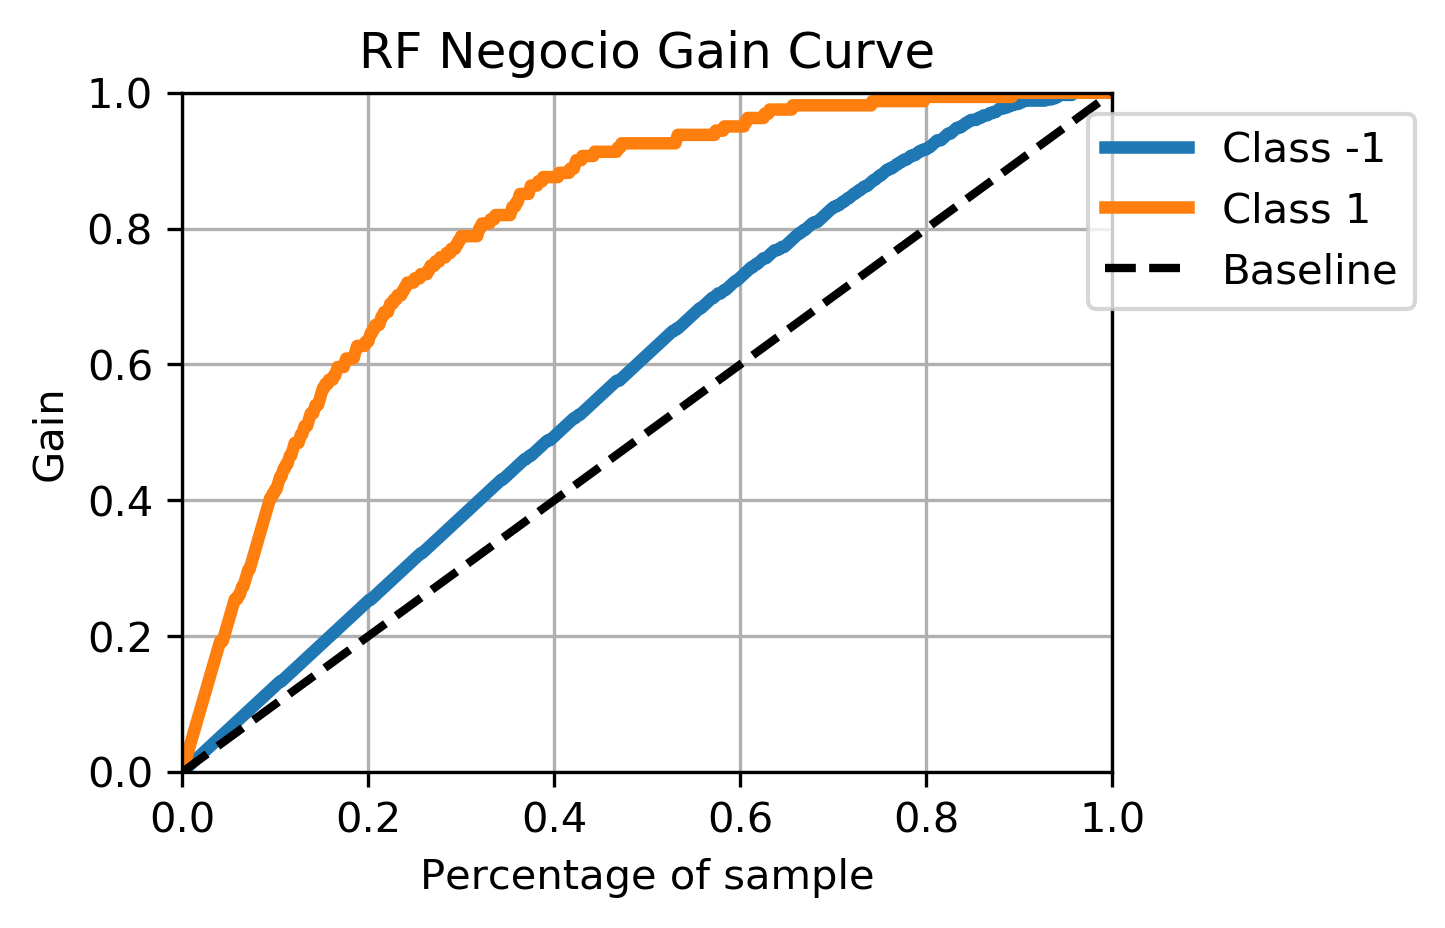 RF Negocio Gain Curve
1.0
0.8
0.6
0.4
0.2
0.0
Gain
0.0 0.2 0.4 0.6 0.8 1.0
Percentage of sample
Class -1
Class 1
Baseline